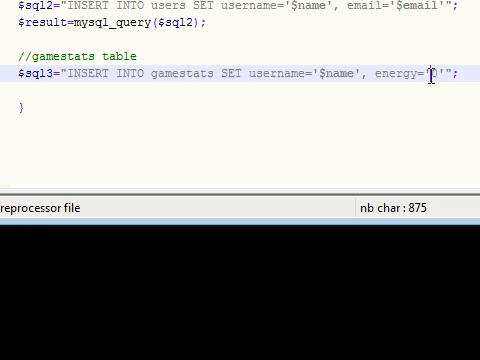 $sql2="INSERT INTO users SET username='$name', email='$email'";
$result=mysql_query($sql2);
//gamestats table
$sql3="INSERT INTO gamestats SET username='$name', energy='0'";
}
reprocessor file
nb char : 875